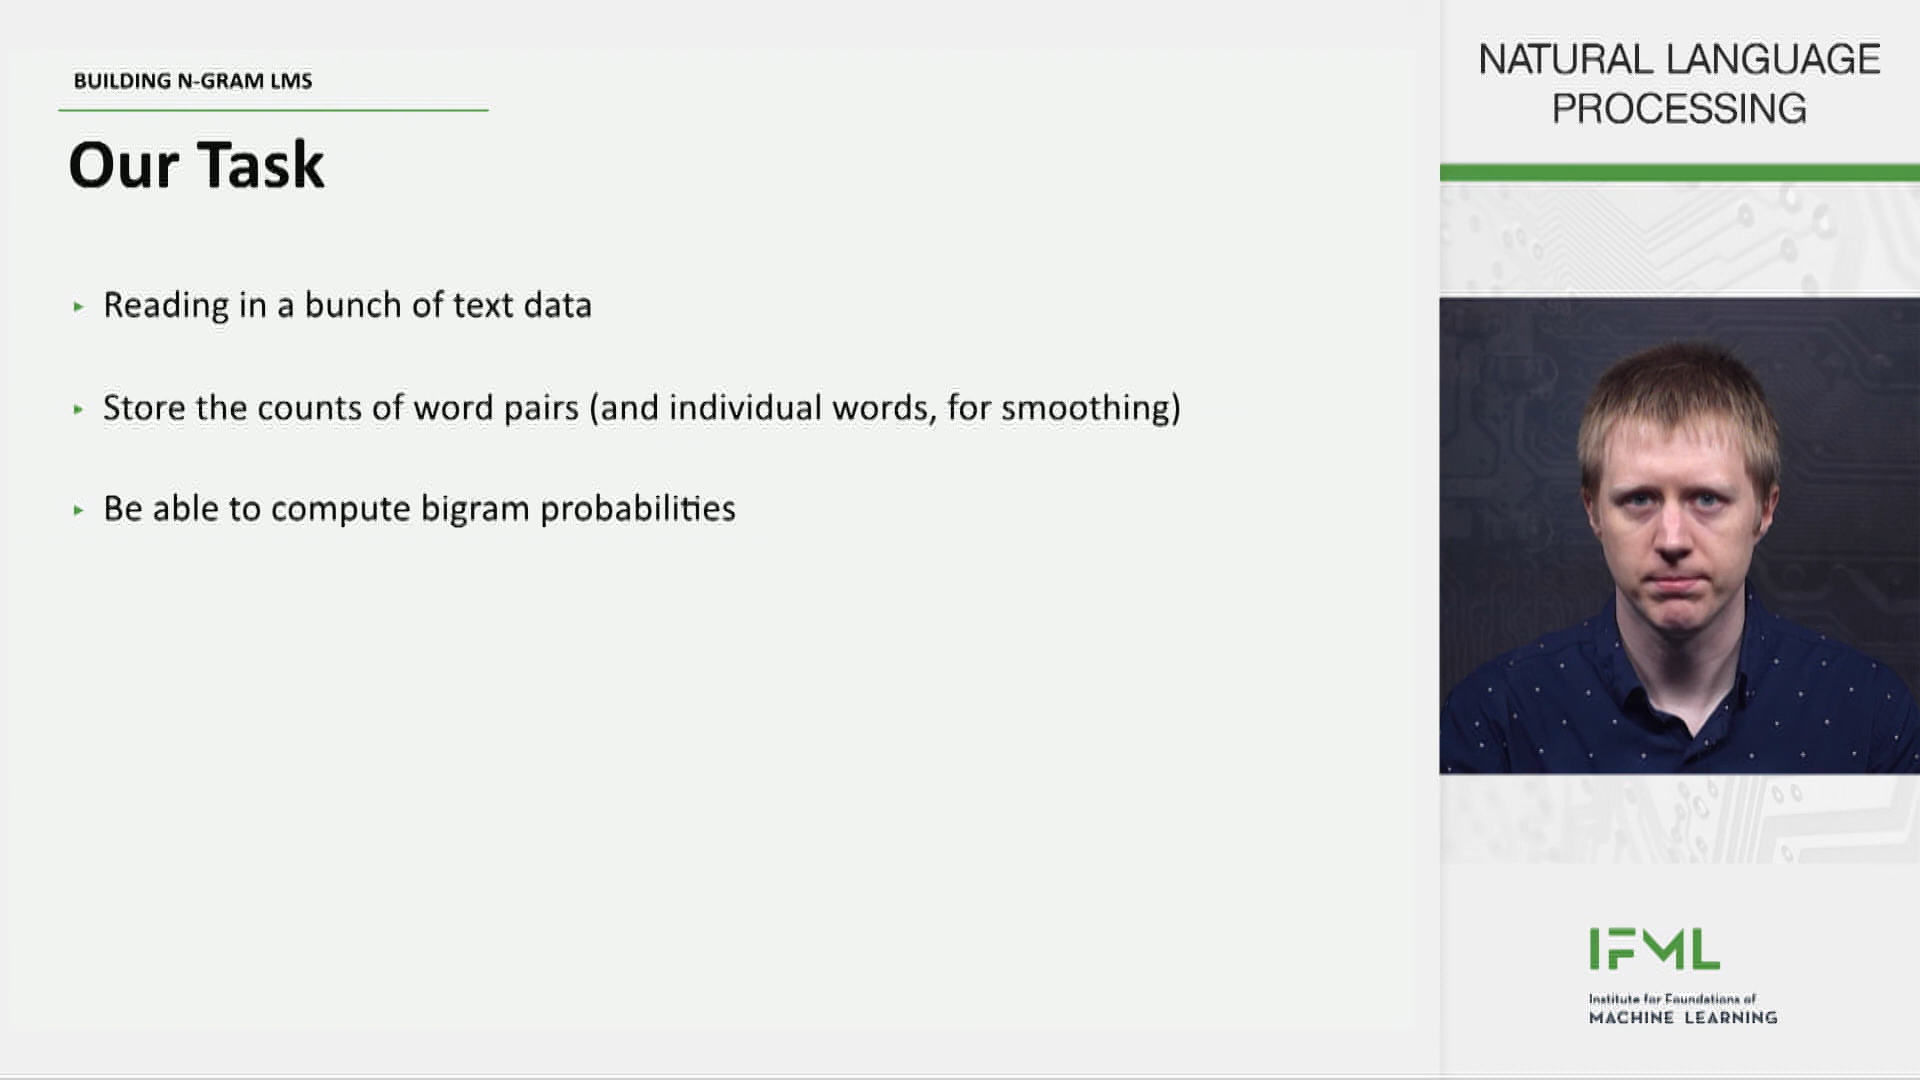 BUILDING N-GRAM LMS
Our Task
Reading in a bunch of text data
Store the counts of word pairs (and individual words, for smoothing)
Be able to compute bigram probabilities
NATURAL LANGUAGE
PROCESSING
IFML
Institute for Foundations of
MACHINE LEARNING